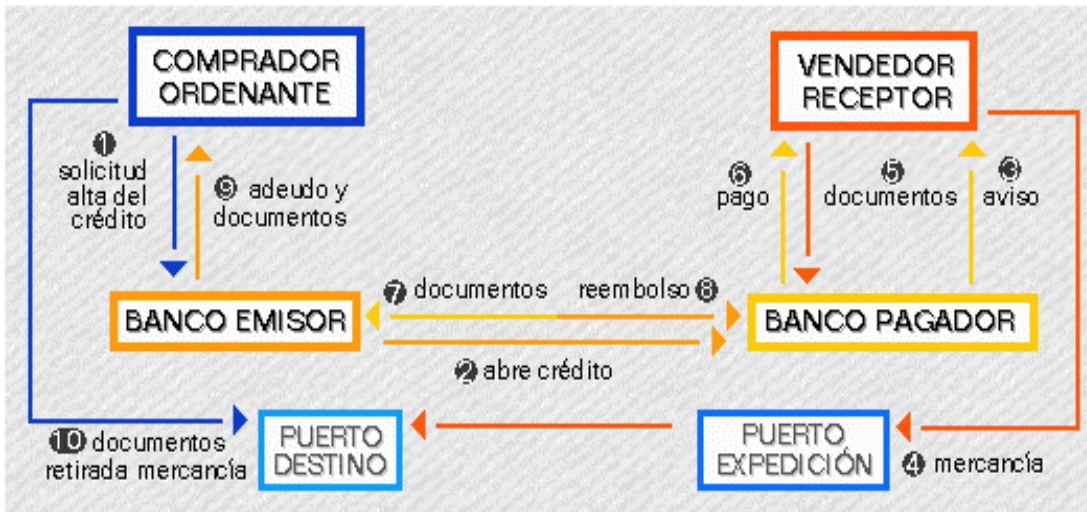 COMPRADOR
ORDENANTE
VENDEDOR
RECEPTOR
1
solicitud
alta del
crédito
9 adeudo y
documentos
6
pago
5
documentos
3
aviso
7 documentos
reembolso 8
BANCO EMISOR
BANCO PAGADOR
2 abre crédito
10 documentos
retirada mercancía
PUERTO
DESTINO
PUERTO
EXPEDICIÓN
4 mercancía